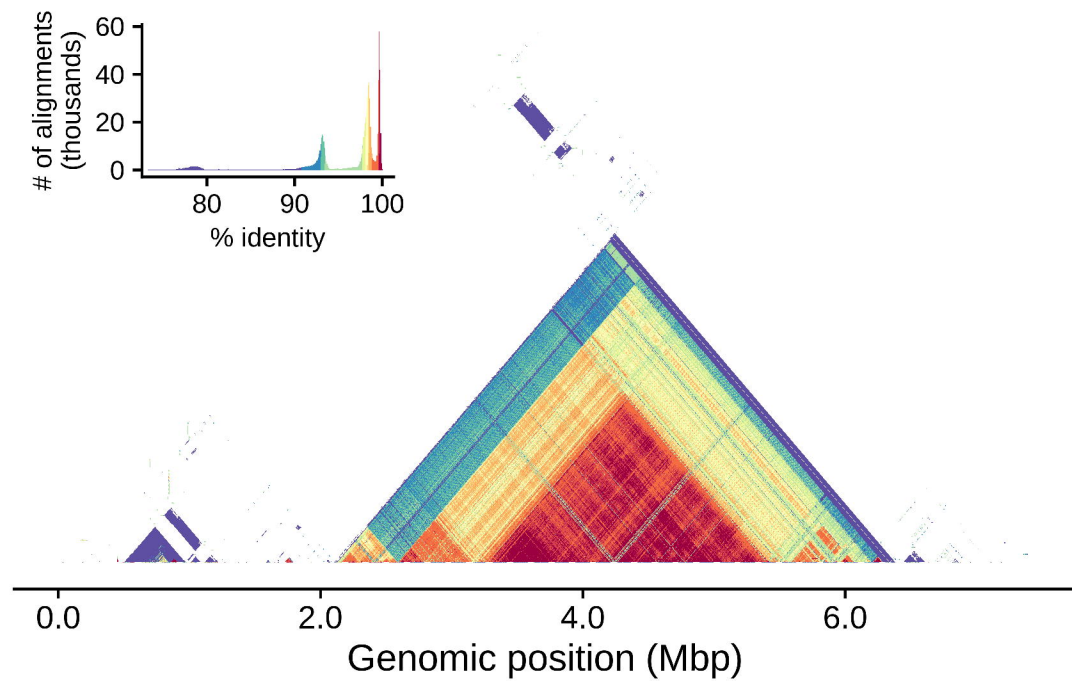 # of alignments
(thousands)
60
40
20
0
80 90 100
% identity
0.0 2.0 4.0 6.0
Genomic position (Mbp)